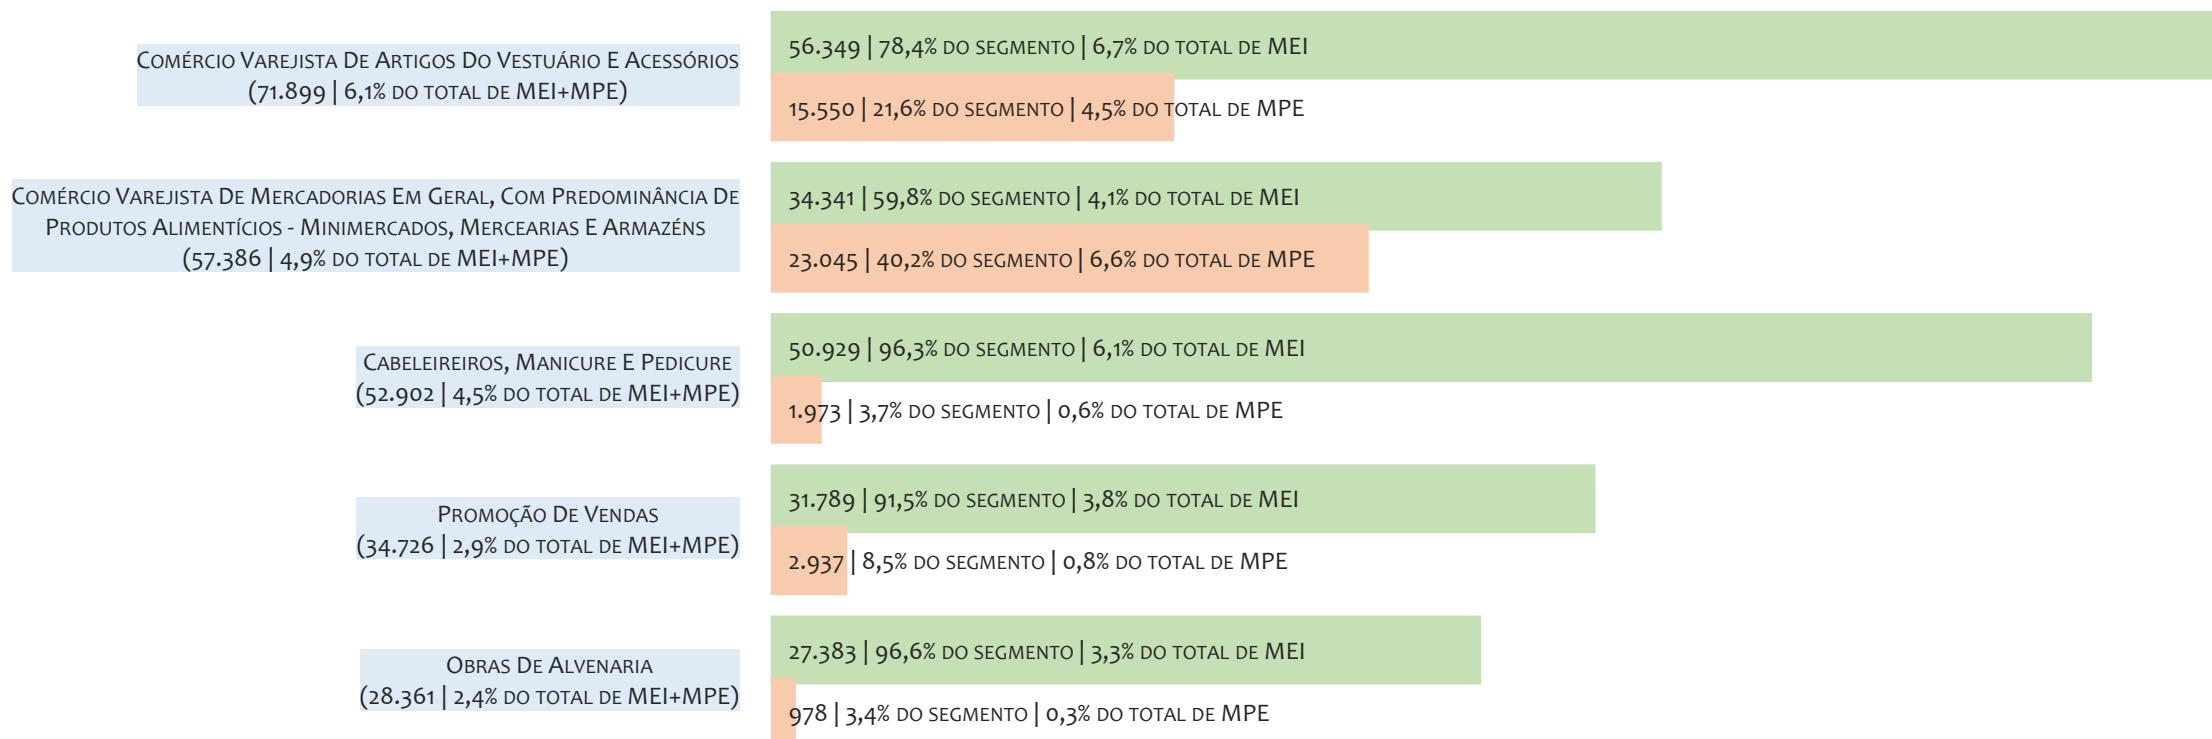 Comércio Varejista De Artigos Do Vestuário E Acessórios
(71.899 | 6,1% do total de MEI+MPE)
56.349 | 78,4% do segmento | 6,7% do total de MEI
15.550 | 21,6% do segmento | 4,5% do total de MPE
Comércio Varejista De Mercadorias Em Geral, Com Predominância De
Produtos Alimentícios - Minimercados, Mercearias E Armazéns
(57.386 | 4,9% do total de MEI+MPE)
34.341 | 59,8% do segmento | 4,1% do total de MEI
23.045 | 40,2% do segmento | 6,6% do total de MPE
Cabeleireiros, Manicure E Pedicure
(52.902 | 4,5% do total de MEI+MPE)
50.929 | 96,3% do segmento | 6,1% do total de MEI
1.973 | 3,7% do segmento | 0,6% do total de MPE
Promoção De Vendas
(34.726 | 2,9% do total de MEI+MPE)
31.789 | 91,5% do segmento | 3,8% do total de MEI
2.937 | 8,5% do segmento | 0,8% do total de MPE
Obras De Alvenaria
(28.361 | 2,4% do total de MEI+MPE)
27.383 | 96,6% do segmento | 3,3% do total de MEI
978 | 3,4% do segmento | 0,3% do total de MPE